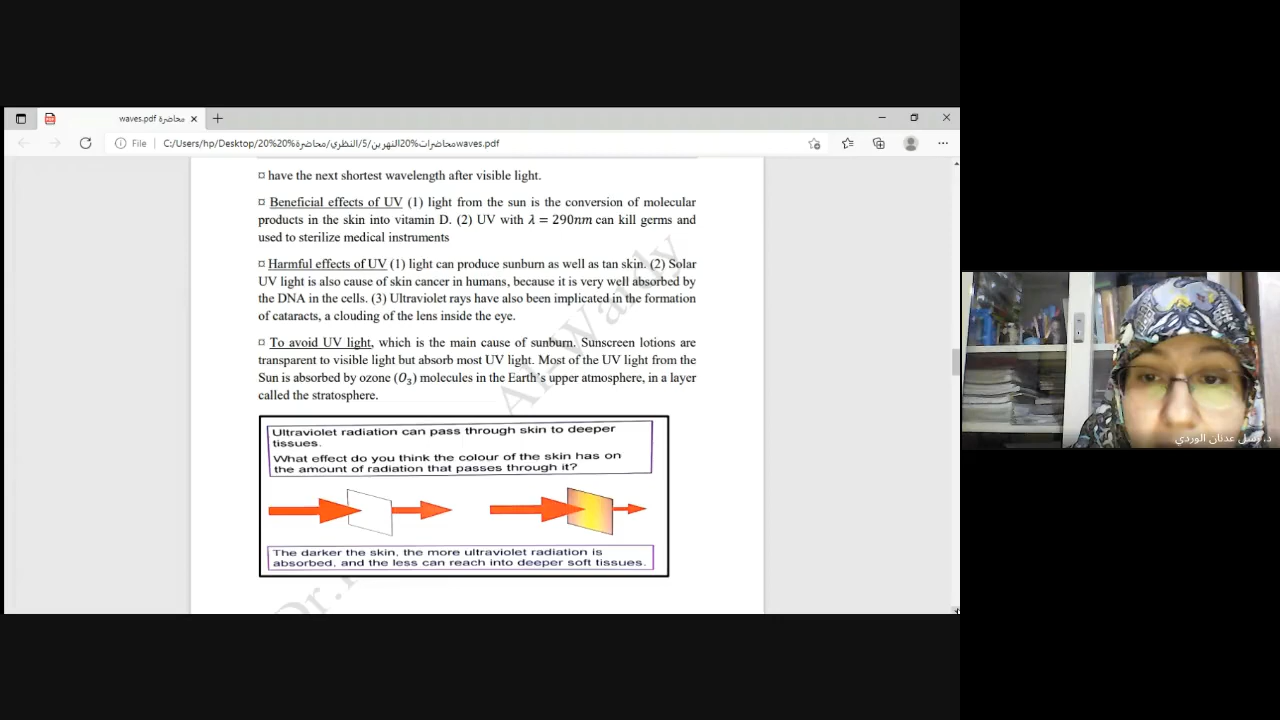 محاضرة waves.pdf
File
C:/Users/hp/Desktop/20%20محاضرات%20النهرين/5/النظري/محاضرة%20waves.pdf
¤ have the next shortest wavelength after visible light.
¤ Beneficial effects of UV (1) light from the sun is the conversion of molecular
products in the skin into vitamin D. (2) UV with λ = 290nm can kill germs and
used to sterilize medical instruments
¤ Harmful effects of UV (1) light can produce sunburn as well as tan skin. (2) Solar
UV light is also cause of skin cancer in humans, because it is very well absorbed by
the DNA in the cells. (3) Ultraviolet rays have also been implicated in the formation
of cataracts, a clouding of the lens inside the eye.
¤ To avoid UV light, which is the main cause of sunburn. Sunscreen lotions are
transparent to visible light but absorb most UV light. Most of the UV light from the
Sun is absorbed by ozone (O₃) molecules in the Earth's upper atmosphere, in a layer
called the stratosphere.
Ultraviolet radiation can pass through skin to deeper
tissues.
What effect do you think the colour of the skin has on
the amount of radiation that passes through it?
The darker the skin, the more ultraviolet radiation is
absorbed, and the less can reach into deeper soft tissues.
Al-Wardy
Dr.
د. رسل عدنان الوردي